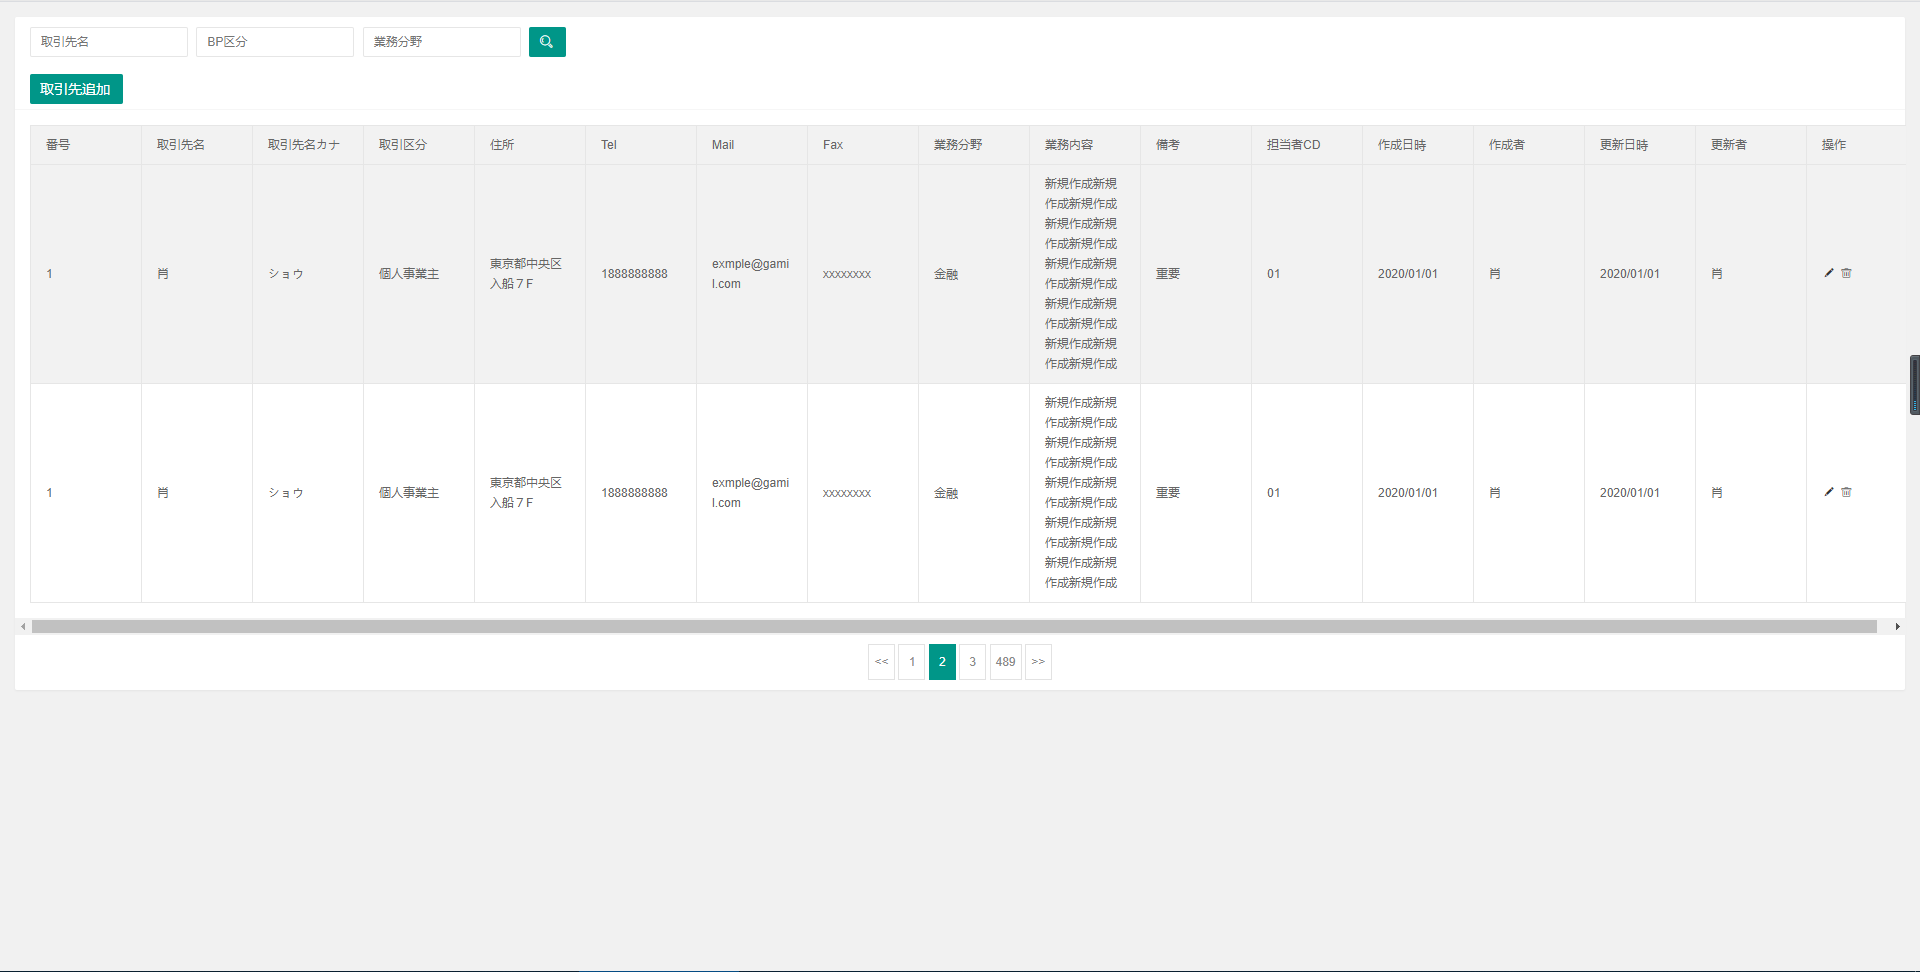 取引先名 BP区分 業務分野
取引先追加
番号 取引先名 取引先名カナ 取引区分 住所 Tel Mail Fax 業務分野 業務内容 備考 担当者CD 作成日時 作成者 更新日時 更新者 操作
1 肖 ショウ 個人事業主 東京都中央区
入船７F
1888888888 exmple@gami
l.com
xxxxxxxx 金融 新規作成新規
作成新規作成
新規作成新規
作成新規作成
新規作成新規
作成新規作成
新規作成新規
作成新規作成
新規作成新規
作成新規作成
重要 01 2020/01/01 肖 2020/01/01 肖
1 肖 ショウ 個人事業主 東京都中央区
入船７F
1888888888 exmple@gami
l.com
xxxxxxxx 金融 新規作成新規
作成新規作成
新規作成新規
作成新規作成
新規作成新規
作成新規作成
新規作成新規
作成新規作成
新規作成新規
作成新規作成
重要 01 2020/01/01 肖 2020/01/01 肖
<< 1 2 3 489 >>